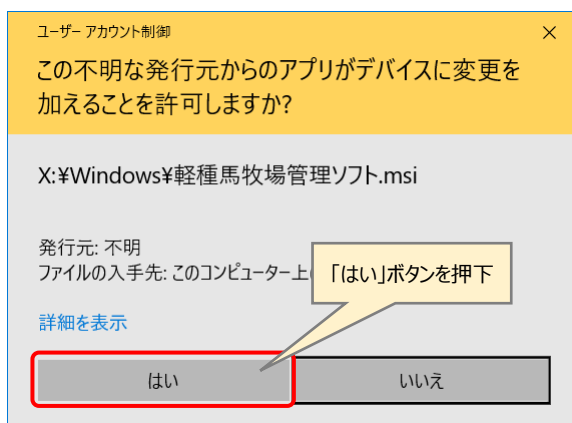 ユーザー アカウント制御
この不明な発行元からのアプリがデバイスに変更を
加えることを許可しますか?
X:¥Windows¥軽種馬牧場管理ソフト.msi
発行元: 不明
ファイルの入手先: このコンピューター上
「はい」ボタンを押下
詳細を表示
はい
いいえ